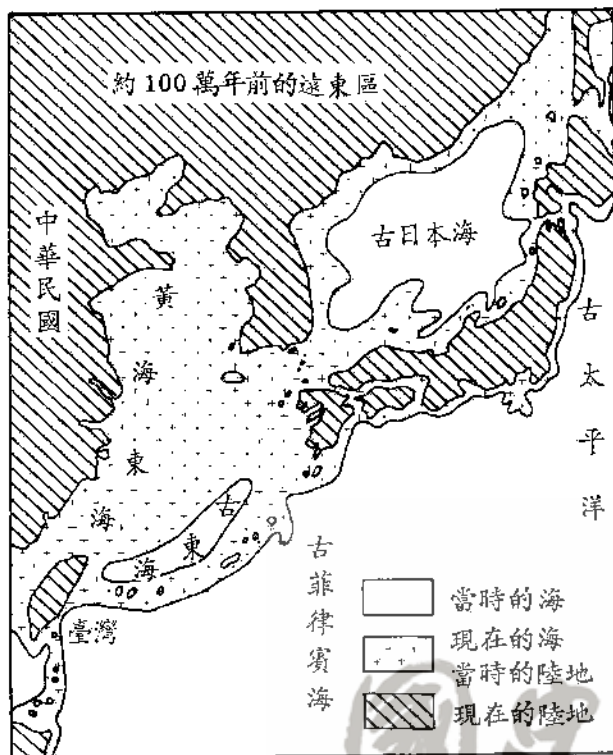 約100萬年前的遠東區
中華民國
古日本海
黃海
東海
古東海
古太平洋
古菲律賓海
臺灣
當時的海
現在的海
當時的陸地
現在的陸地